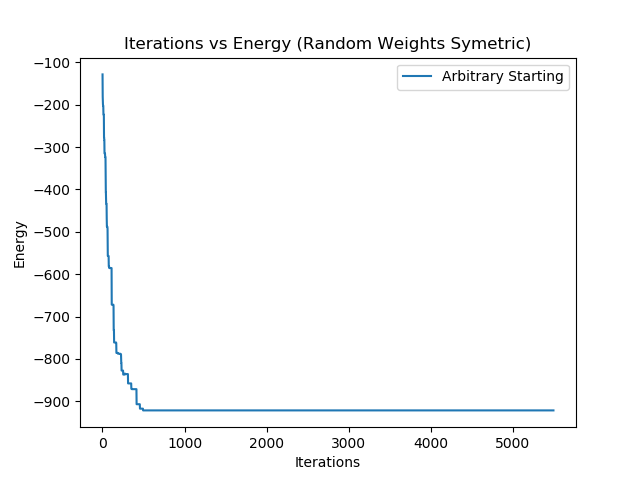 Iterations vs Energy (Random Weights Symetric)
Arbitrary Starting
Energy
−100
−200
−300
−400
−500
−600
−700
−800
−900
0 1000 2000 3000 4000 5000
Iterations